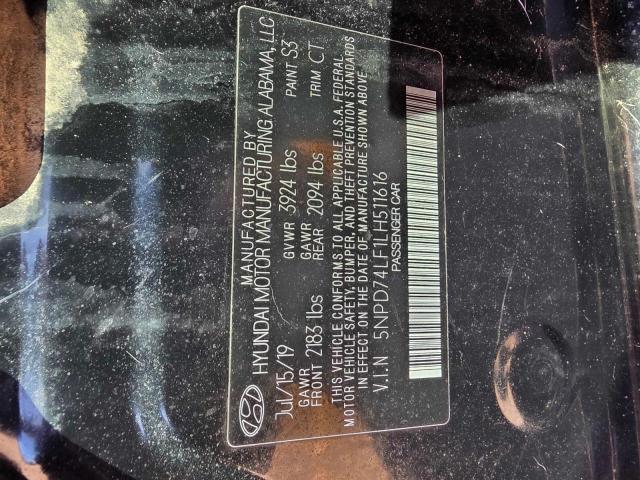 MANUFACTURED BY
HYUNDAI MOTOR MANUFACTURING ALABAMA, LLC
Jul/15/19 GVWR 3924 lbs PAINT S3
GAWR FRONT 2183 lbs GAWR REAR 2094 lbs TRIM CT
THIS VEHICLE CONFORMS TO ALL APPLICABLE U.S.A. FEDERAL
MOTOR VEHICLE SAFETY, BUMPER, AND THEFT PREVENTION STANDARDS
IN EFFECT ON THE DATE OF MANUFACTURE SHOWN ABOVE
V.I.N 5NPD74LF1LH511616
PASSENGER CAR